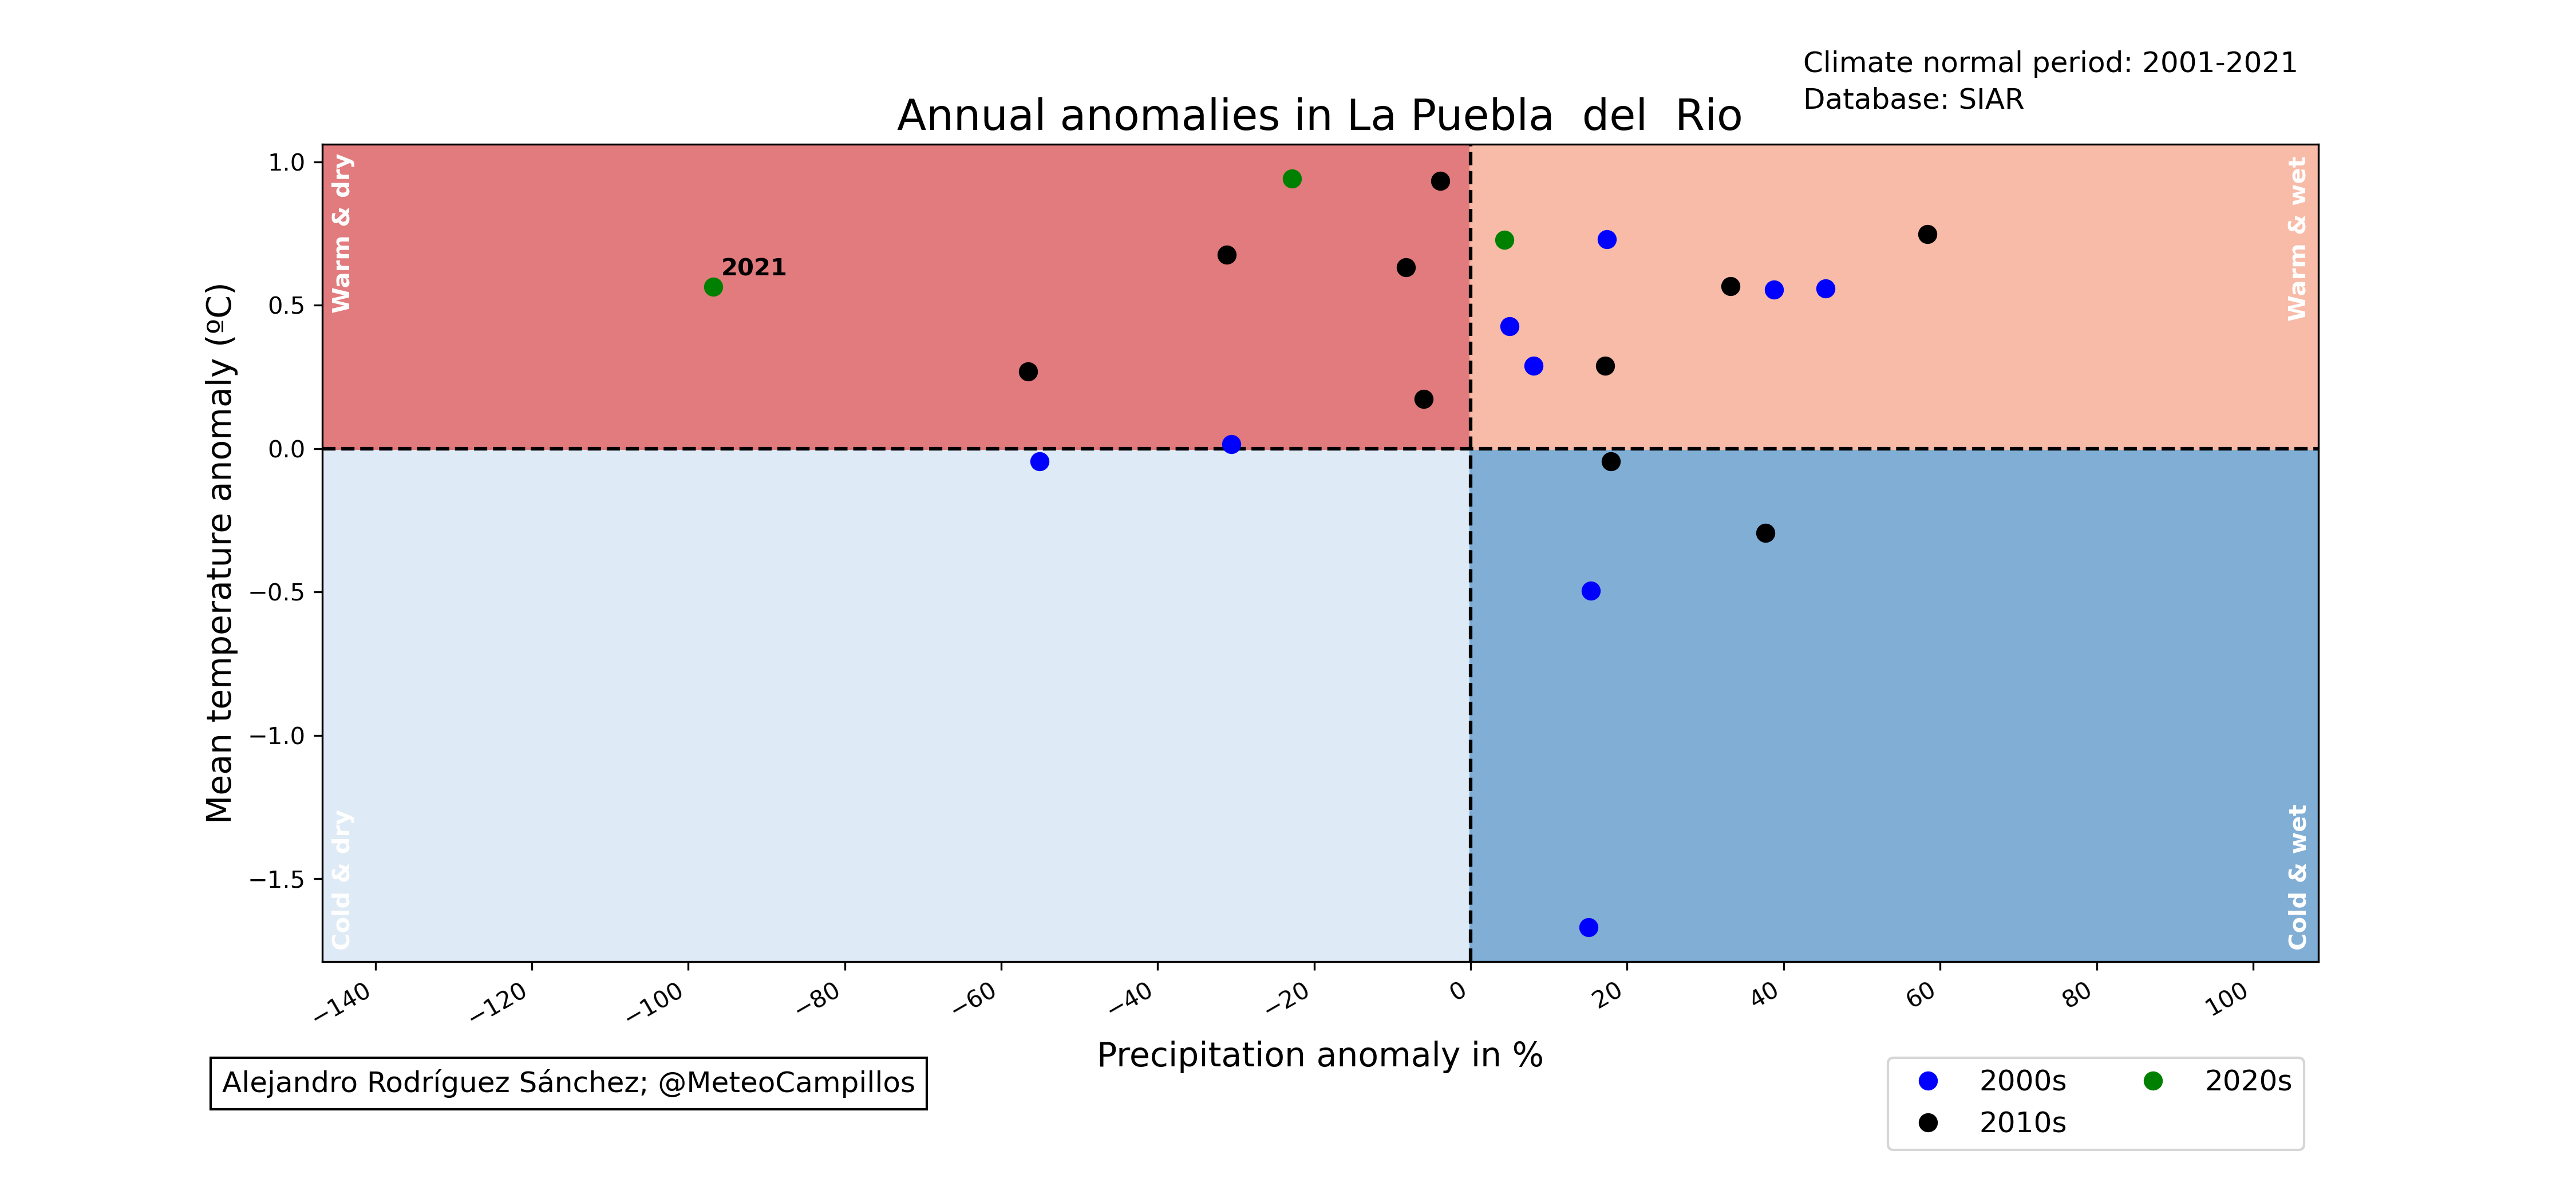 Climate normal period: 2001-2021
Database: SIAR
Annual anomalies in La Puebla  del  Rio
Mean temperature anomaly (ºC)
1.0
0.5
0.0
−0.5
−1.0
−1.5
Warm & dry
Warm & wet
2021
Cold & dry
Cold & wet
−140
−120
−100
−80
−60
−40
−20
0
20
40
60
80
100
Precipitation anomaly in %
Alejandro Rodríguez Sánchez; @MeteoCampillos
2000s
2010s
2020s